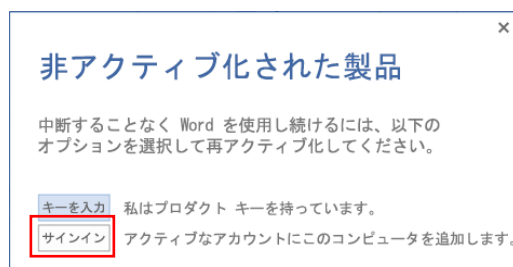 ×
非アクティブ化された製品
中断することなく Word を使用し続けるには、以下の
オプションを選択して再アクティブ化してください。
キーを入力 私はプロダクト キーを持っています。
サインイン アクティブなアカウントにこのコンピュータを追加します。